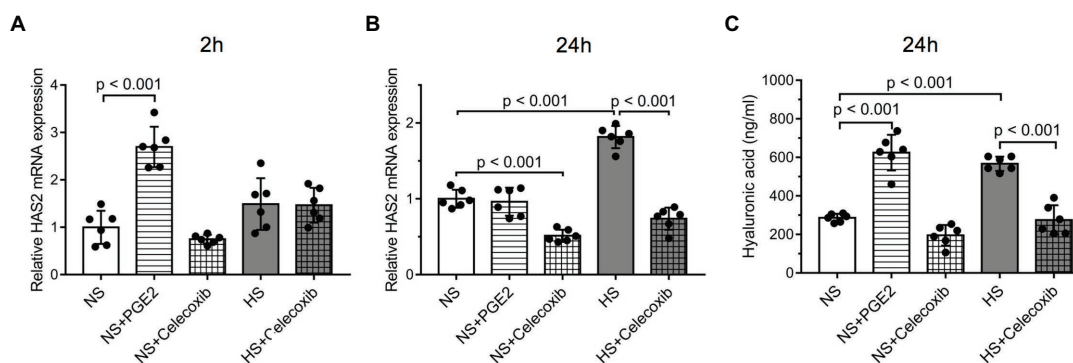 A
2h
Relative HAS2 mRNA expression
4
3
2
1
0
p < 0.001
NS
NS+PGE2
NS+Celecoxib
HS
HS+Celecoxib
B
24h
Relative HAS2 mRNA expression
2
1
0
p < 0.001
p < 0.001
p < 0.001
NS
NS+PGE2
NS+Celecoxib
HS
HS+Celecoxib
C
24h
Hyaluronic acid (ng/ml)
1000
800
600
400
200
0
p < 0.001
p < 0.001
p < 0.001
NS
NS+PGE2
NS+Celecoxib
HS
HS+Celecoxib